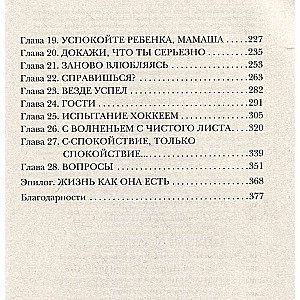 Глава 19. УСПОКОЙТЕ РЕБЕНКА, МАМАША ....227
Глава 20. ДОКАЖИ, ЧТО ТЫ СЕРЬЕЗНО ........235
Глава 21. ЗАНОВО ВЛЮБЛЯЯСЬ ....................253
Глава 22. СПРАВИШЬСЯ? ..............................263
Глава 23. ВЕЗДЕ УСПЕЛ .................................283
Глава 24. ГОСТИ ............................................291
Глава 25. ИСПЫТАНИЕ ХОККЕЕМ ................305
Глава 26. С ВОЛНЕНЬЕМ С ЧИСТОГО ЛИСТА ..320
Глава 27. С-СПОКОЙСТВИЕ, ТОЛЬКО
СПОКОЙСТВИЕ... ..........................339
Глава 28. ВОПРОСЫ ......................................351
Эпилог. ЖИЗНЬ КАК ОНА ЕСТЬ ....................368
Благодарности .............................................377